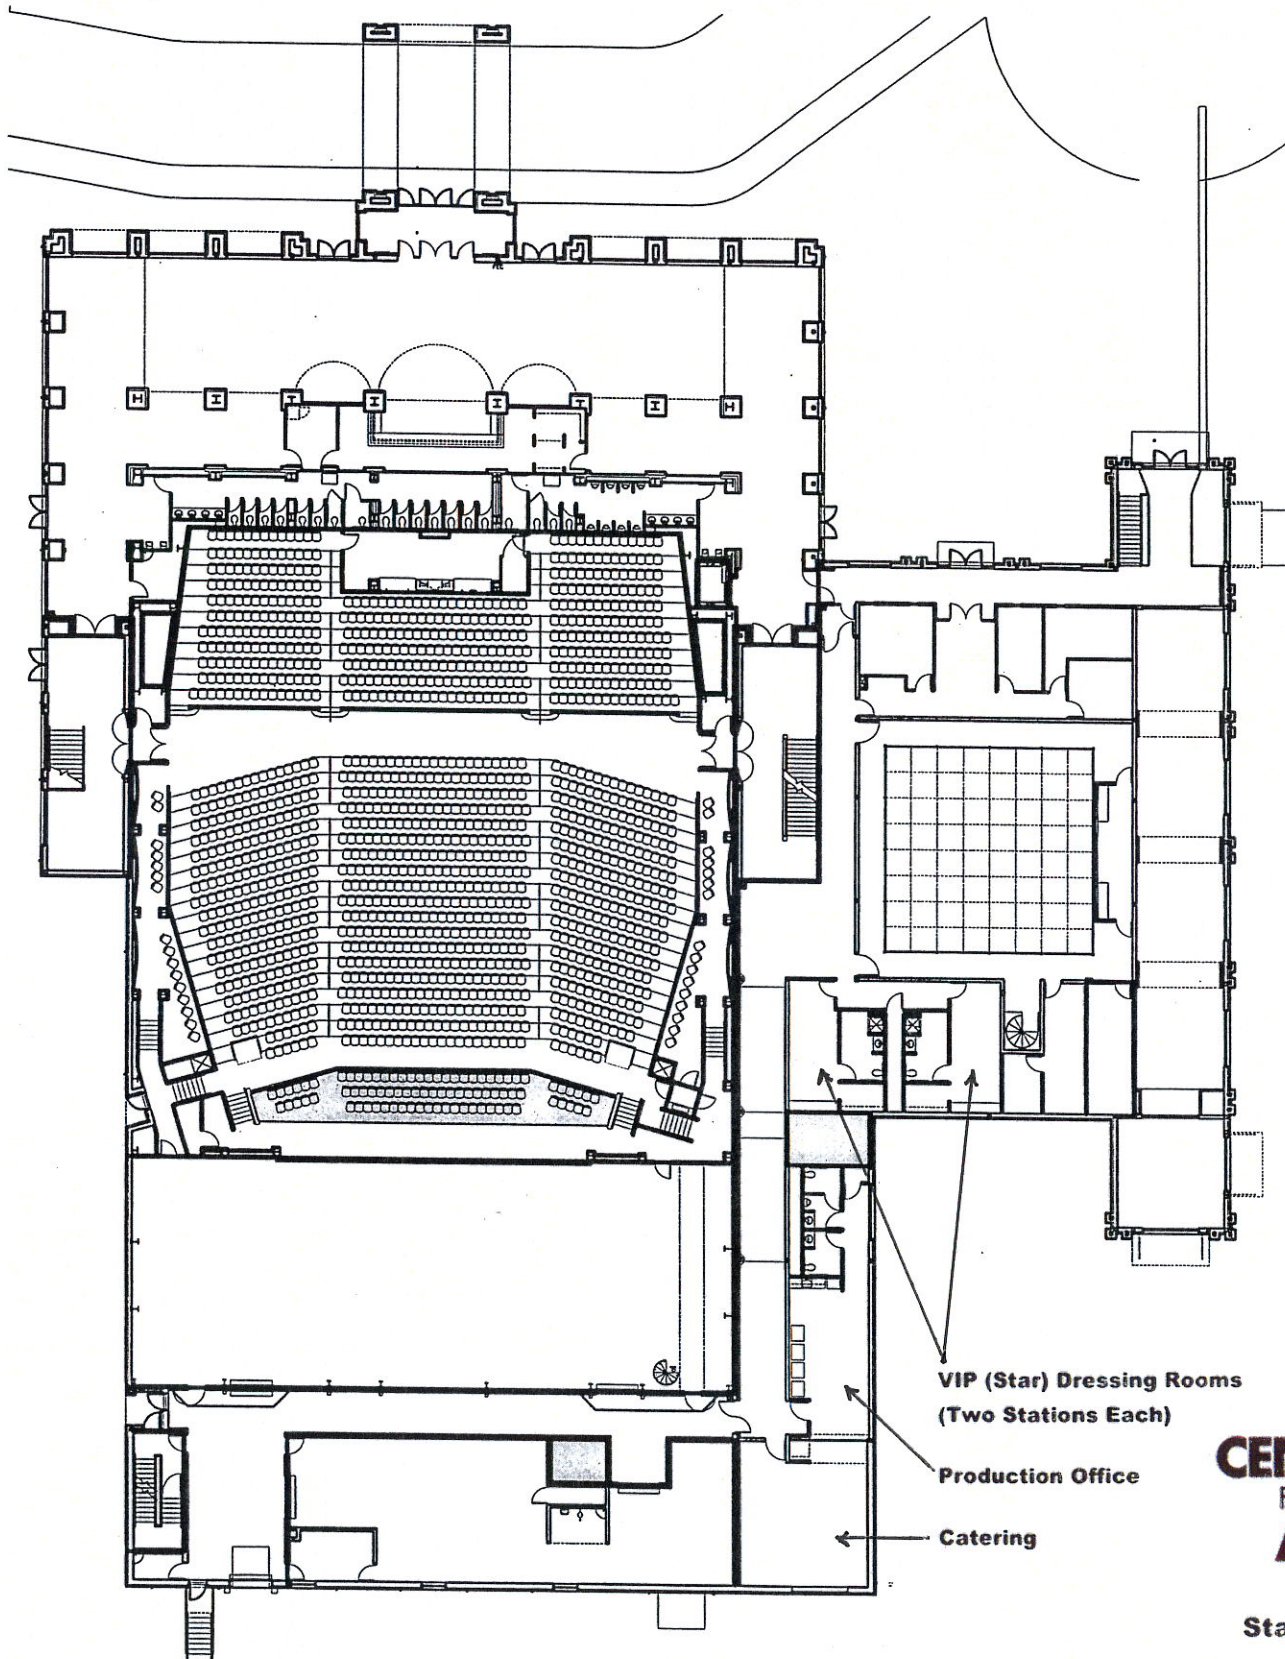 VIP (Star) Dressing Rooms
(Two Stations Each)
Production Office
Catering